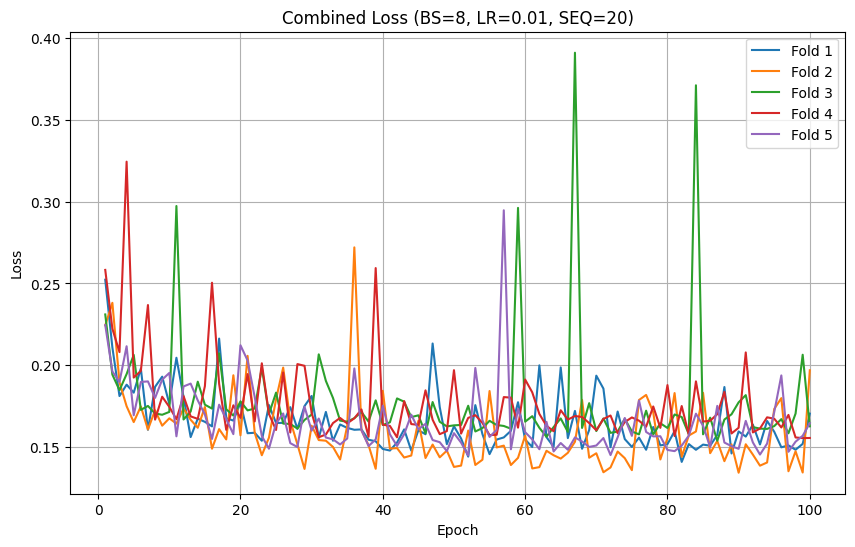 Combined Loss (BS=8, LR=0.01, SEQ=20)
0.40
0.35
0.30
0.25
0.20
0.15
Loss
0
20
40
60
80
100
Epoch
Fold 1
Fold 2
Fold 3
Fold 4
Fold 5